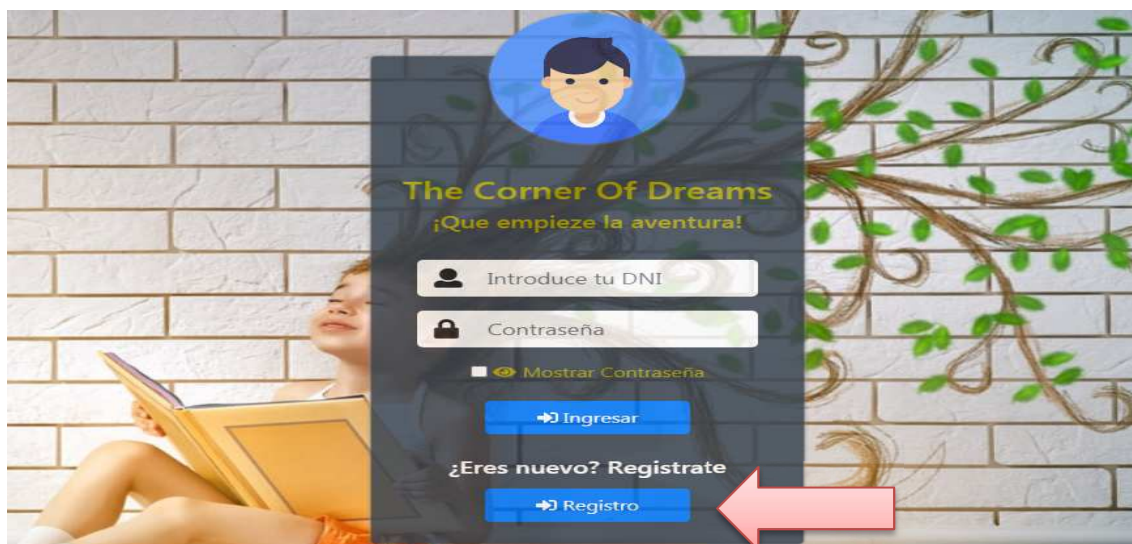 The Corner Of Dreams
¡Que empieze la aventura!
Introduce tu DNI
Contraseña
Mostrar Contraseña
Ingresar
¿Eres nuevo? Registrate
Registro